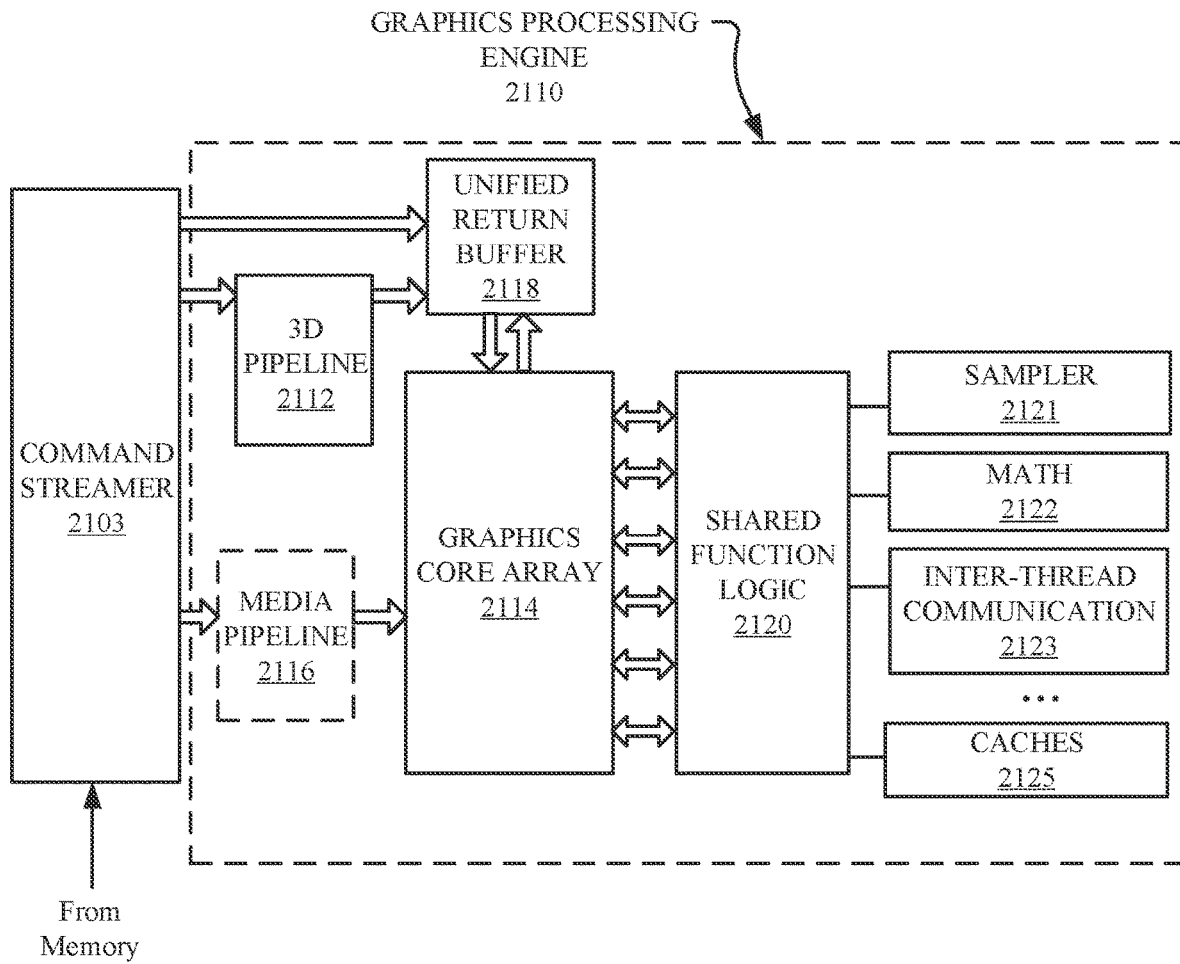 GRAPHICS PROCESSING
ENGINE
2110
UNIFIED
RETURN
BUFFER
2118
3D
PIPELINE
2112
COMMAND
STREAMER
2103
MEDIA
PIPELINE
2116
GRAPHICS
CORE ARRAY
2114
SHARED
FUNCTION
LOGIC
2120
SAMPLER
2121
MATH
2122
INTER-THREAD
COMMUNICATION
2123
...
CACHES
2125
From
Memory